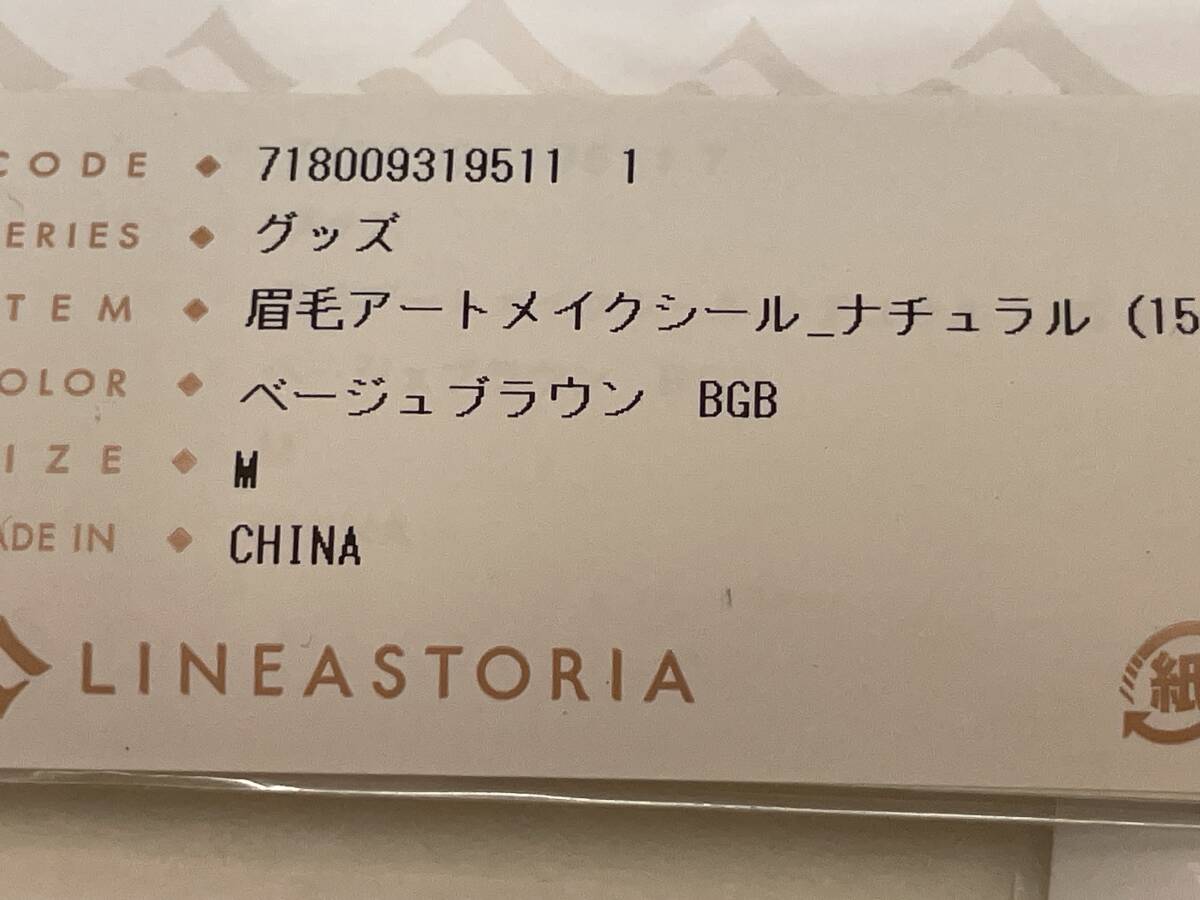 CODE ◆ 718009319511 1
ERIES ◆ グッズ
TEM ◆ 眉毛アートメイクシール_ナチュラル (15
OLOR ◆ ベージュブラウン BGB
IZE ◆ M
ADE IN ◆ CHINA
LINEASTORIA
紙